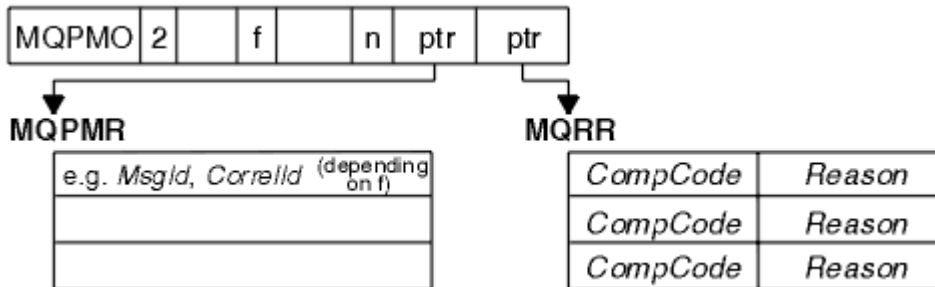 MQPMO 2 f n ptr ptr
MQPMR MQRR
e.g. MsgId, CorrelId (depending on f)
CompCode Reason
CompCode Reason
CompCode Reason